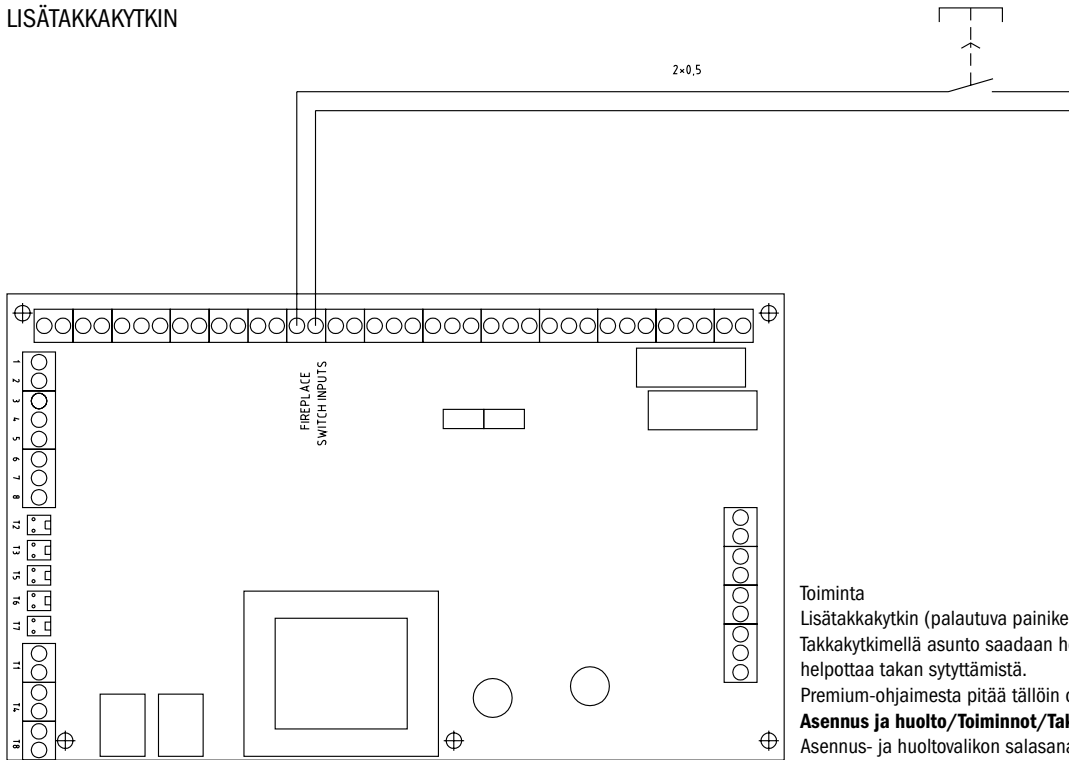 LISÄTAKKAKYTKIN
2×0,5
FIREPLACE
SWITCH INPUTS
1
2
3
4
5
6
7
8
T2
T3
T5
T6
T7
T1
T4
T8
Toiminta
Lisätakkakytkin (palautuva painike
Takkakytkimellä asunto saadaan he
helpottaa takan sytyttämistä.
Premium-ohjaimesta pitää tällöin o
Asennus ja huolto/Toiminnot/Tak
Asennus- ja huoltovalikon salasana